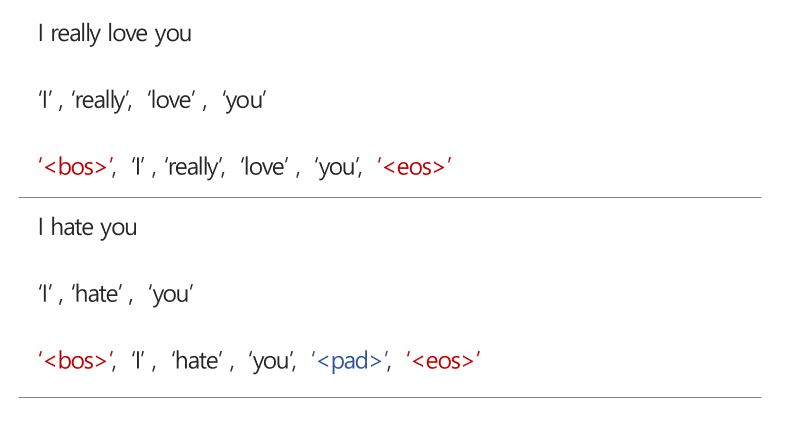 I really love you
‘I’ , ‘really’,  ‘love’ ,  ‘you’
‘<bos>’,  ‘I’ , ‘really’,  ‘love’ ,  ‘you’,  ‘<eos>’
I hate you
‘I’ , ‘hate’ ,  ‘you’
‘<bos>’,  ‘I’ ,  ‘hate’ ,  ‘you’,  ‘<pad>’,  ‘<eos>’